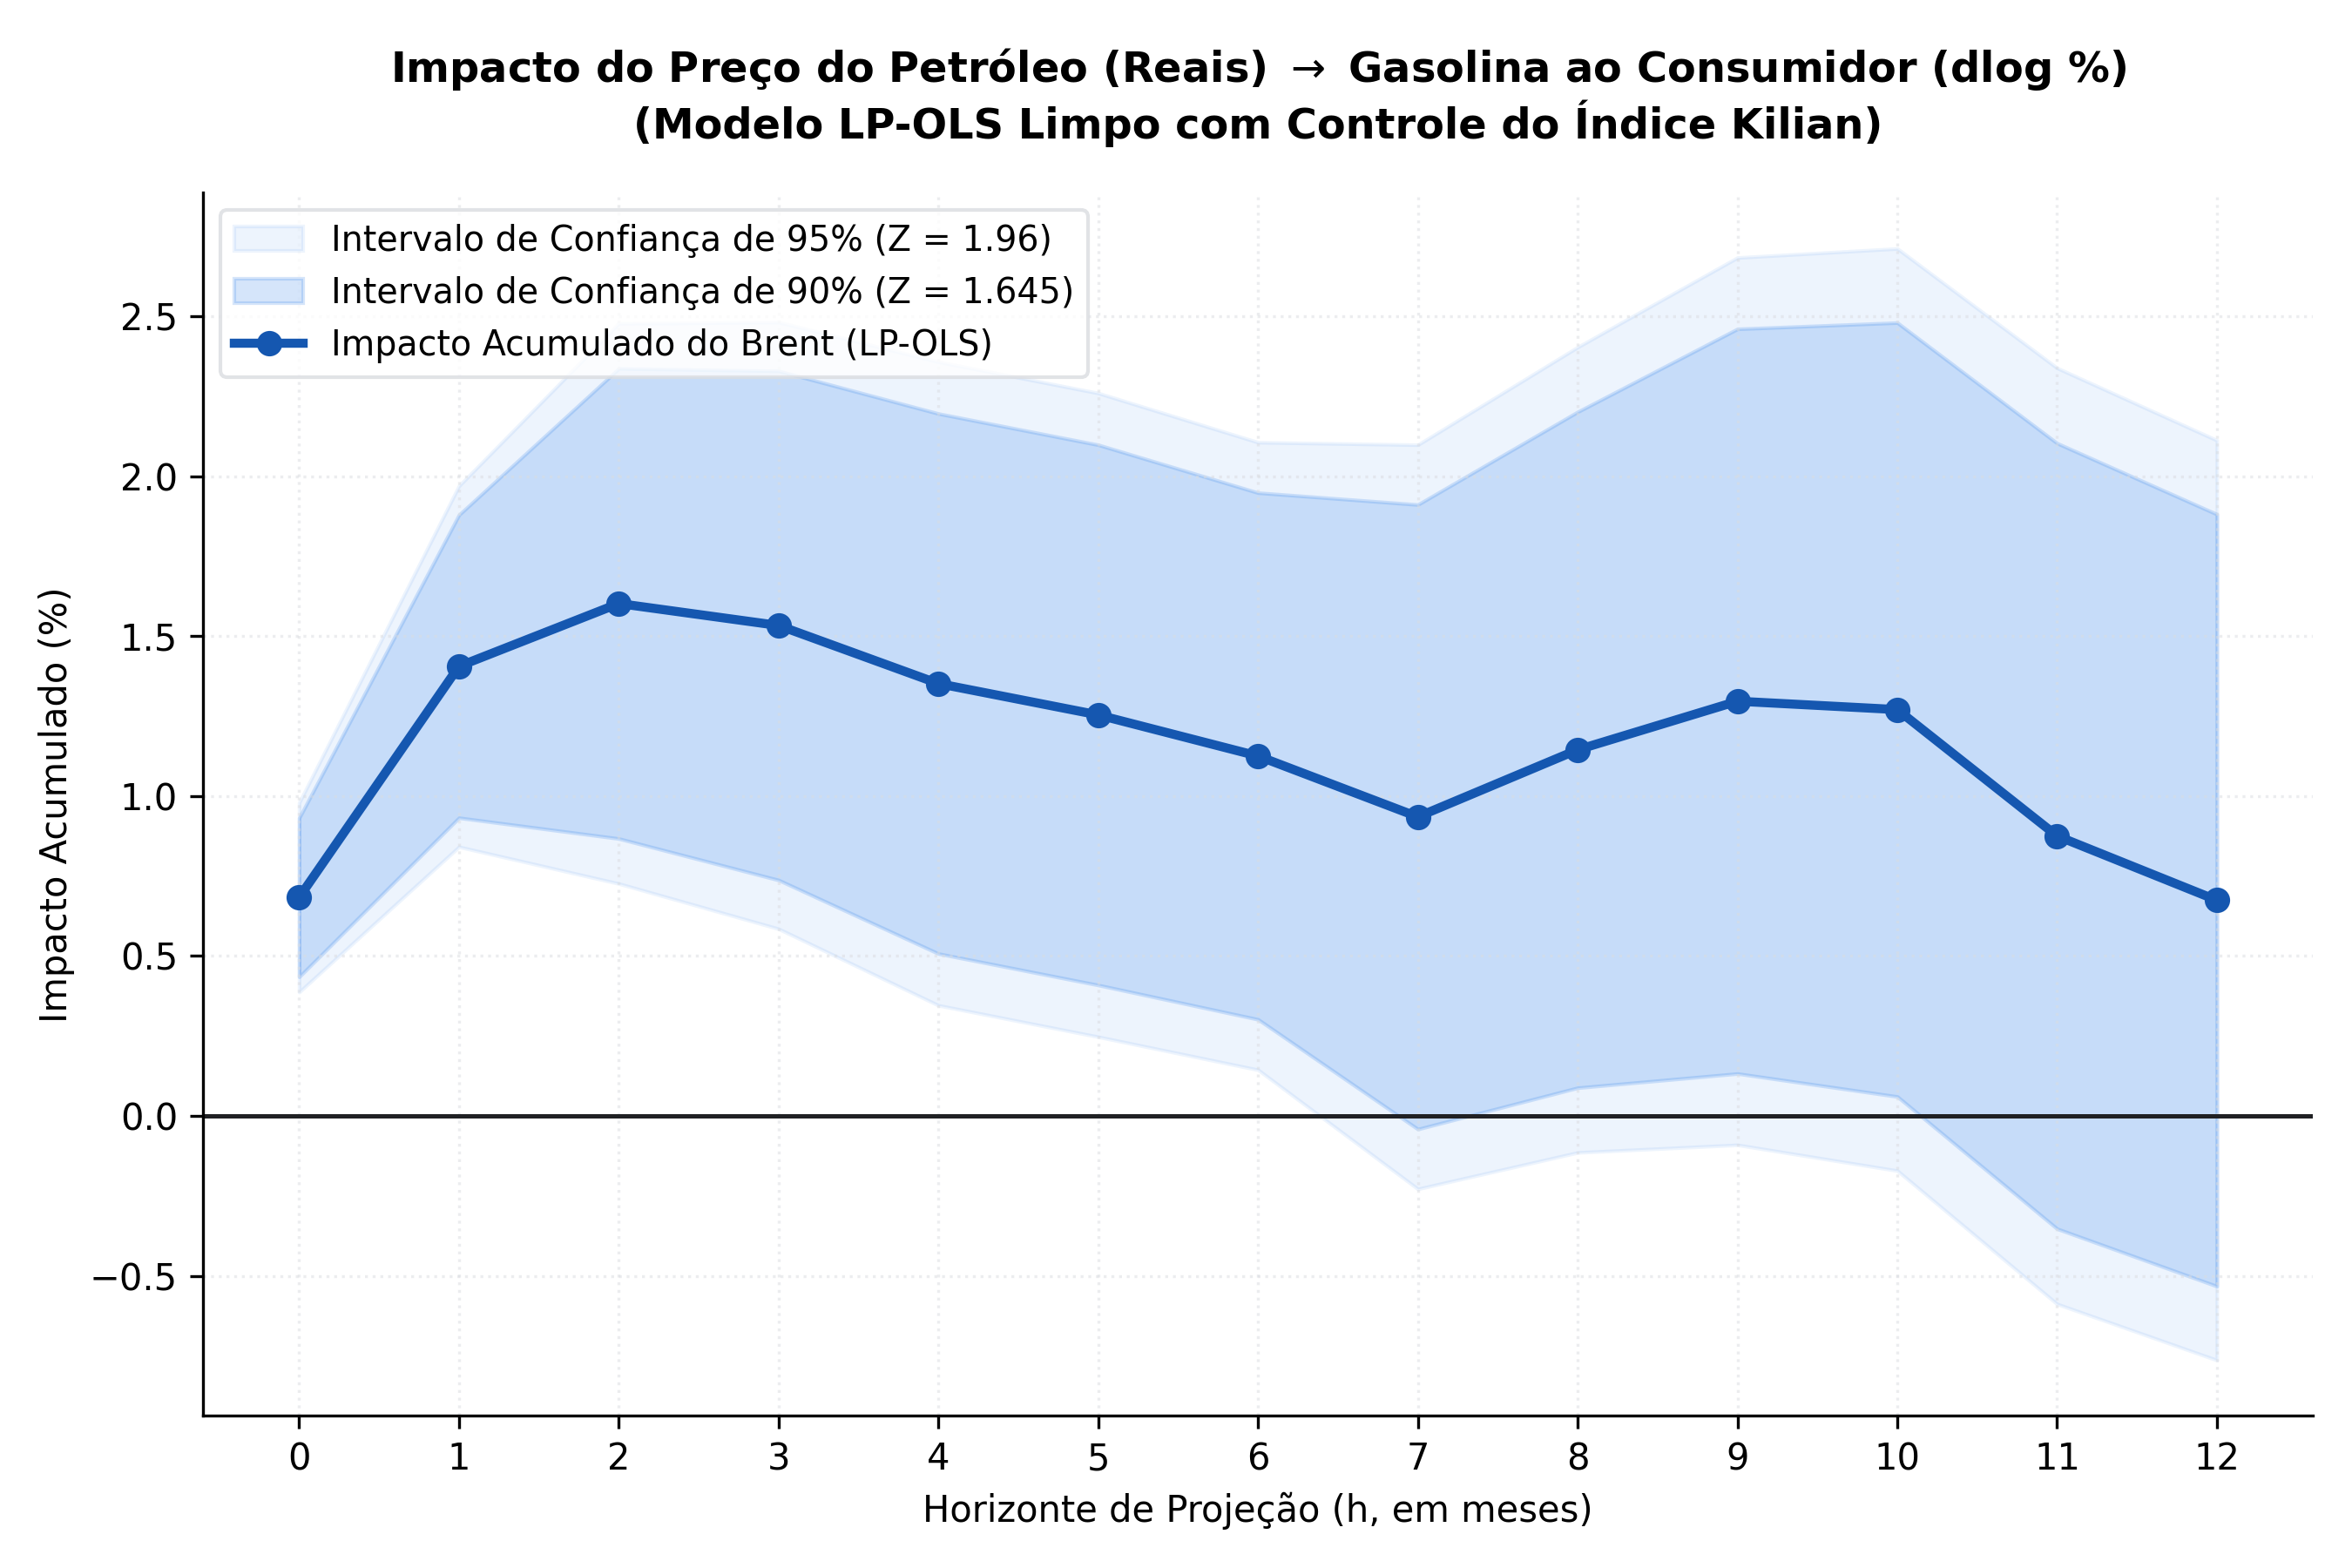 Impacto do Preço do Petróleo (Reais) → Gasolina ao Consumidor (dlog %)
(Modelo LP-OLS Limpo com Controle do Índice Kilian)
Intervalo de Confiança de 95% (Z = 1.96)
Intervalo de Confiança de 90% (Z = 1.645)
Impacto Acumulado do Brent (LP-OLS)
Impacto Acumulado (%)
2.5
2.0
1.5
1.0
0.5
0.0
−0.5
0 1 2 3 4 5 6 7 8 9 10 11 12
Horizonte de Projeção (h, em meses)